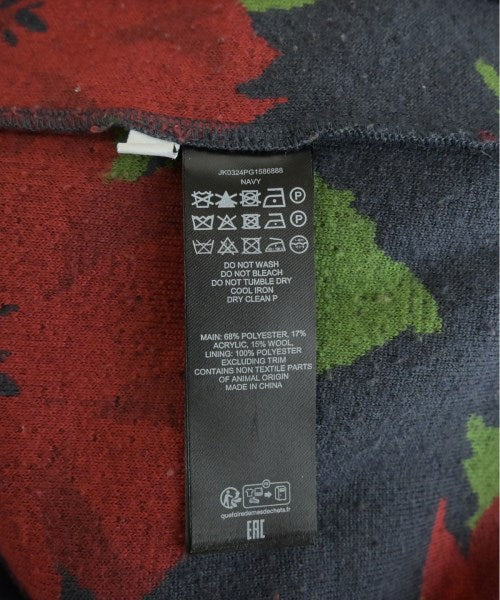 JK0324PG1586888
NAVY
P
P
DO NOT WASH
DO NOT BLEACH
DO NOT TUMBLE DRY
COOL IRON
DRY CLEAN P
MAIN: 68% POLYESTER, 17%
ACRYLIC, 15% WOOL,
LINING: 100% POLYESTER
EXCLUDING TRIM
CONTAINS NON TEXTILE PARTS
OF ANIMAL ORIGIN
MADE IN CHINA
quefairedemesdechets.fr
EAC